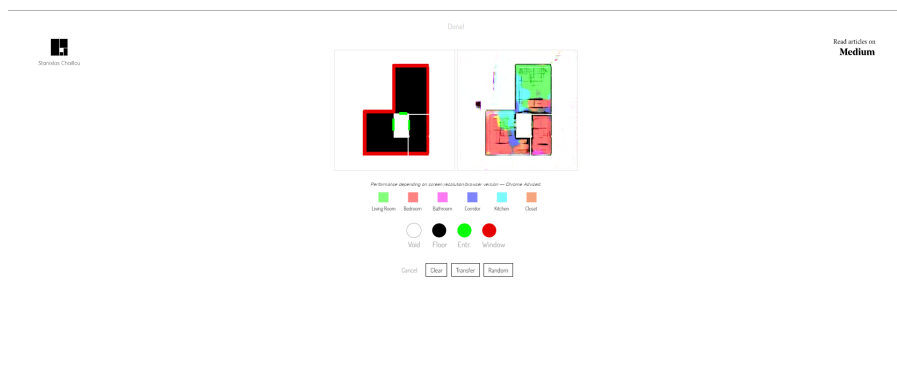 Done!
Stanislas Chaillou
Read articles on
Medium
Performance depending on screen resolution/browser version — Chrome Advised.
Living Room Bedroom Bathroom Corridor Kitchen Closet
Void Floor Entr. Window
Cancel Clear Transfer Random